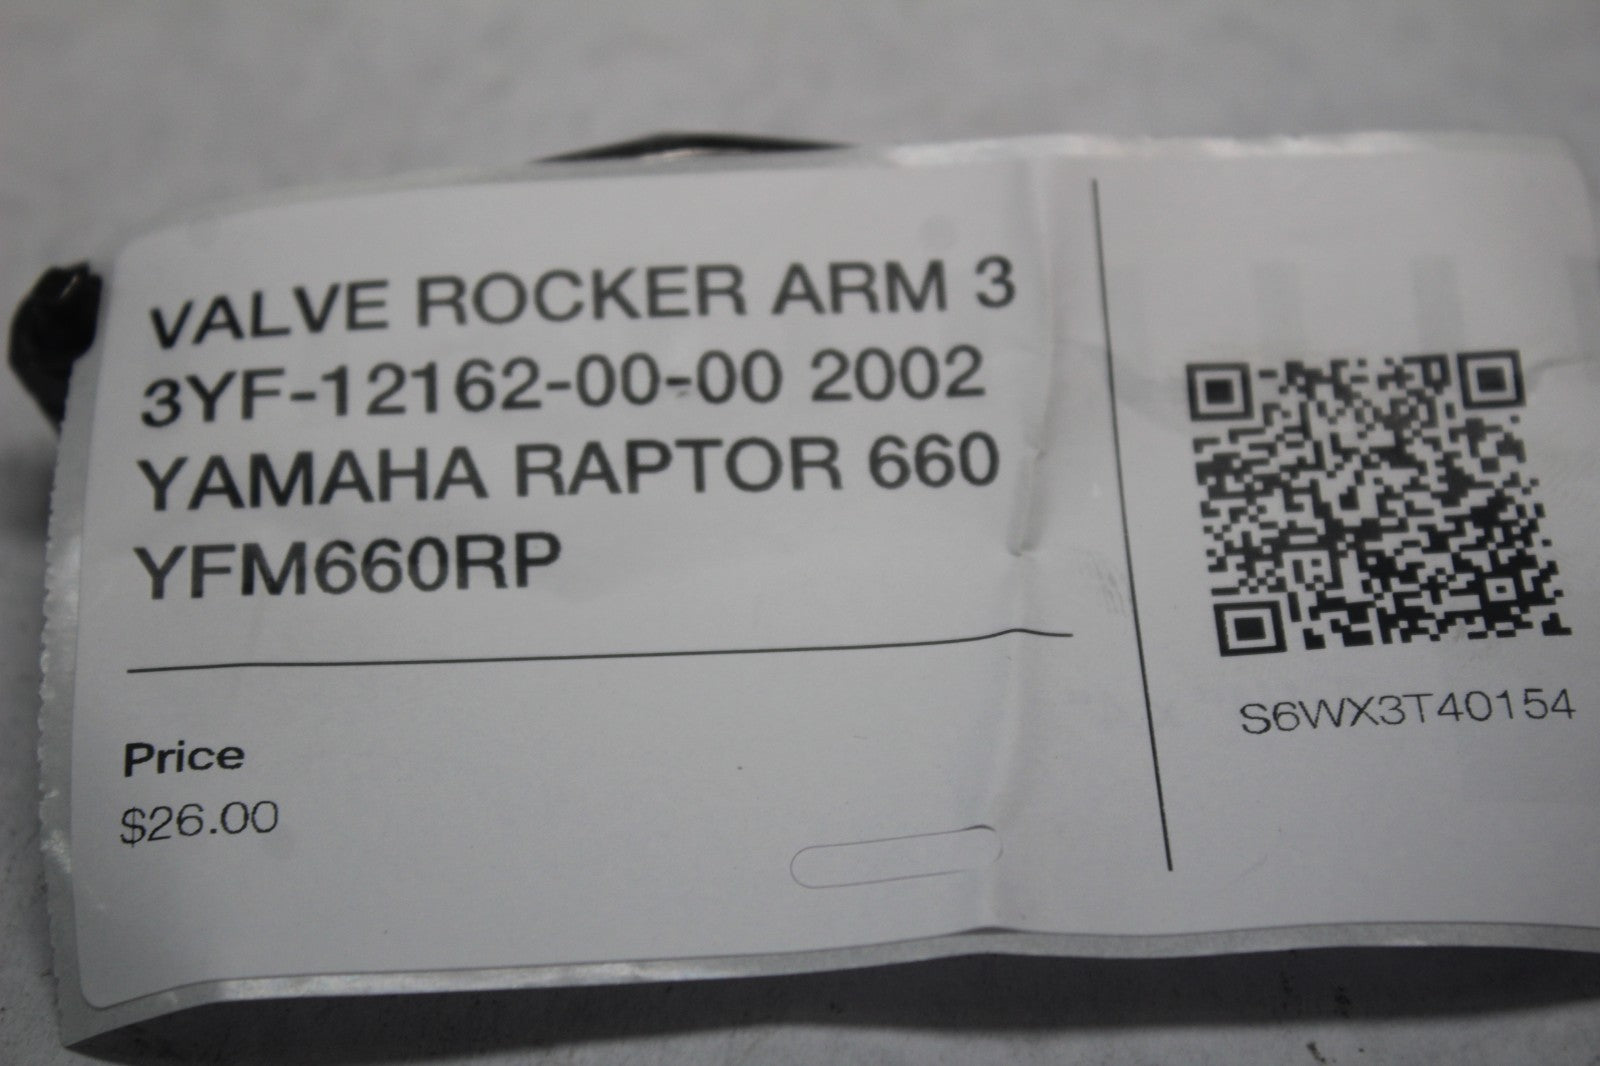 VALVE ROCKER ARM 3
3YF-12162-00-00 2002
YAMAHA RAPTOR 660
YFM660RP
Price
$26.00
S6WX3T40154